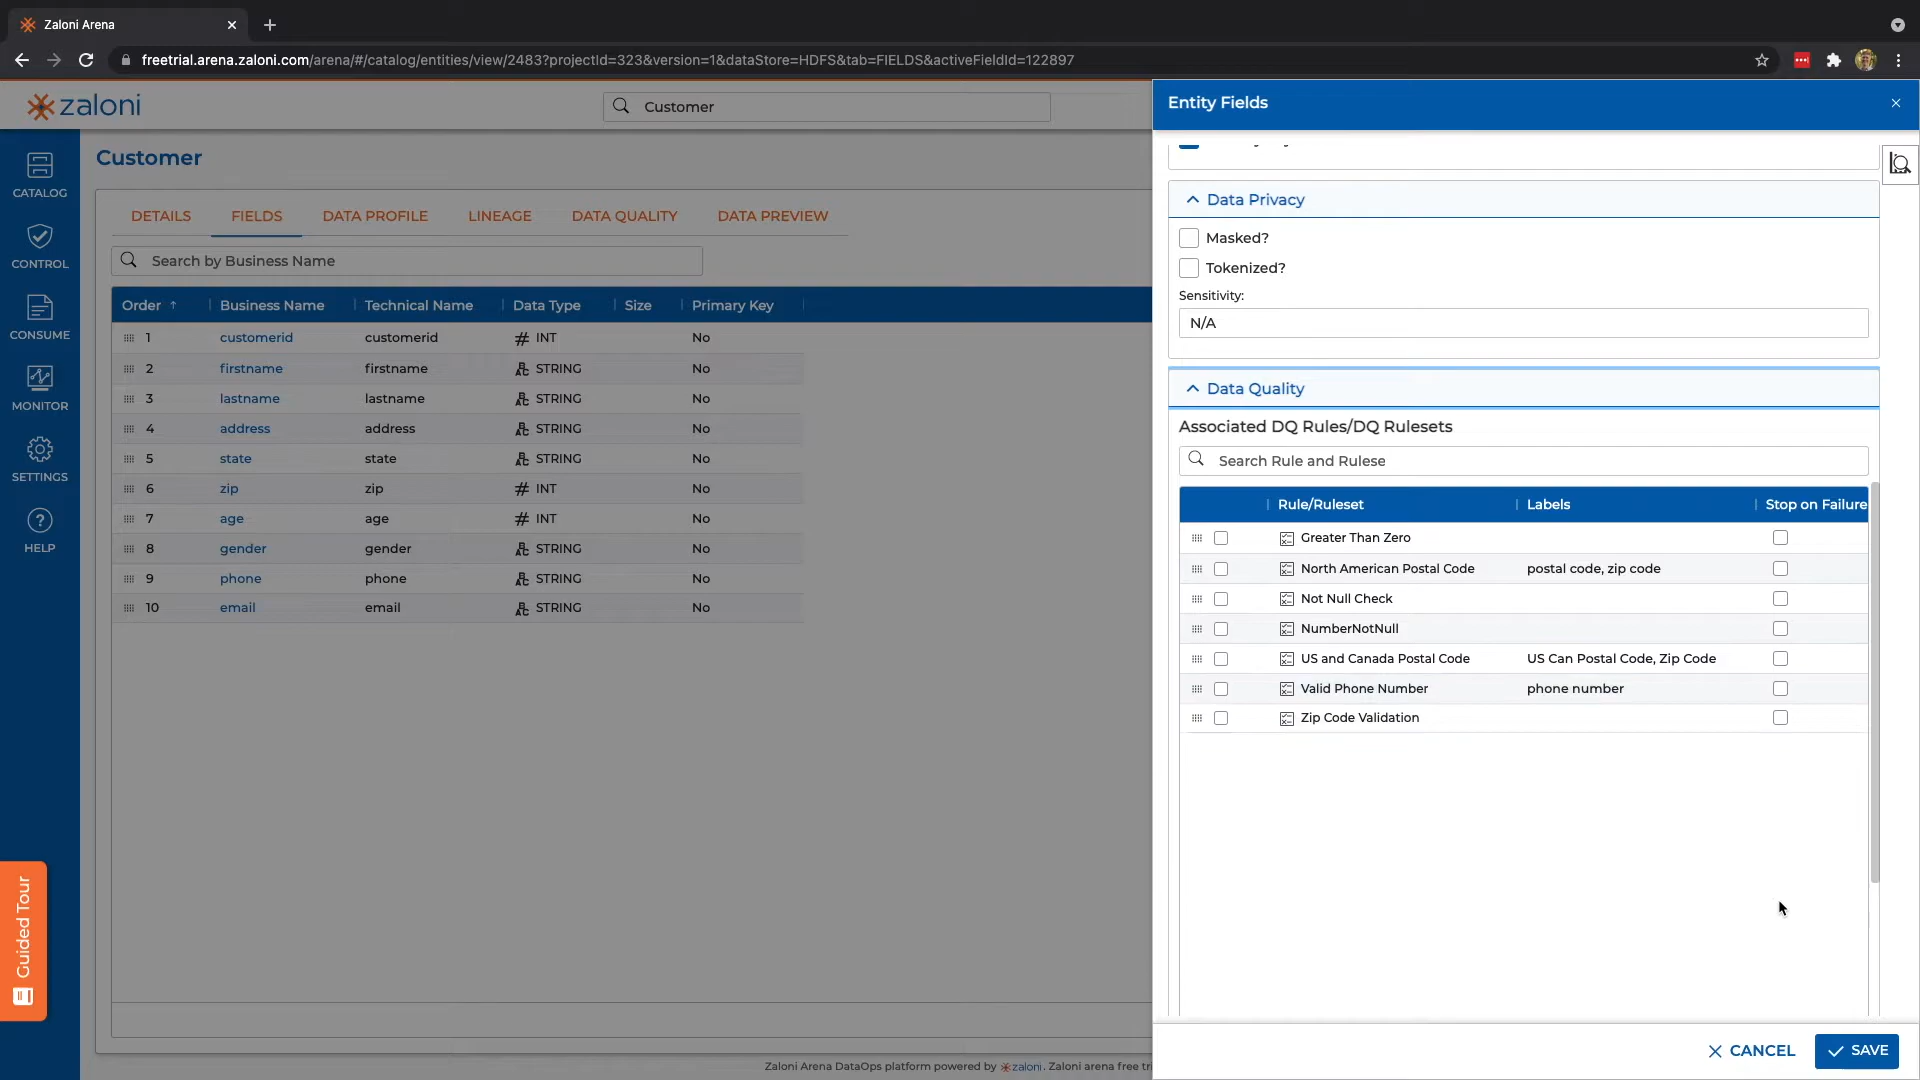 Zaloni Arena
freetrial.arena.zaloni.com/arena/#/catalog/entities/view/2483?projectId=323&version=1&dataStore=HDFS&tab=FIELDS&activeFieldId=122897
zaloni
Customer
Entity Fields
CATALOG
CONTROL
CONSUME
MONITOR
SETTINGS
HELP
Guided Tour
Customer
DETAILS FIELDS DATA PROFILE LINEAGE DATA QUALITY DATA PREVIEW
Search by Business Name
Order ↑ Business Name Technical Name Data Type Size Primary Key
1 customerid customerid # INT No
2 firstname firstname STRING No
3 lastname lastname STRING No
4 address address STRING No
5 state state STRING No
6 zip zip # INT No
7 age age # INT No
8 gender gender STRING No
9 phone phone STRING No
10 email email STRING No
Zaloni Arena DataOps platform powered by zaloni. Zaloni arena free tri
Data Privacy
Masked?
Tokenized?
Sensitivity:
N/A
Data Quality
Associated DQ Rules/DQ Rulesets
Search Rule and Rulese
Rule/Ruleset Labels Stop on Failure
Greater Than Zero
North American Postal Code postal code, zip code
Not Null Check
NumberNotNull
US and Canada Postal Code US Can Postal Code, Zip Code
Valid Phone Number phone number
Zip Code Validation
CANCEL SAVE